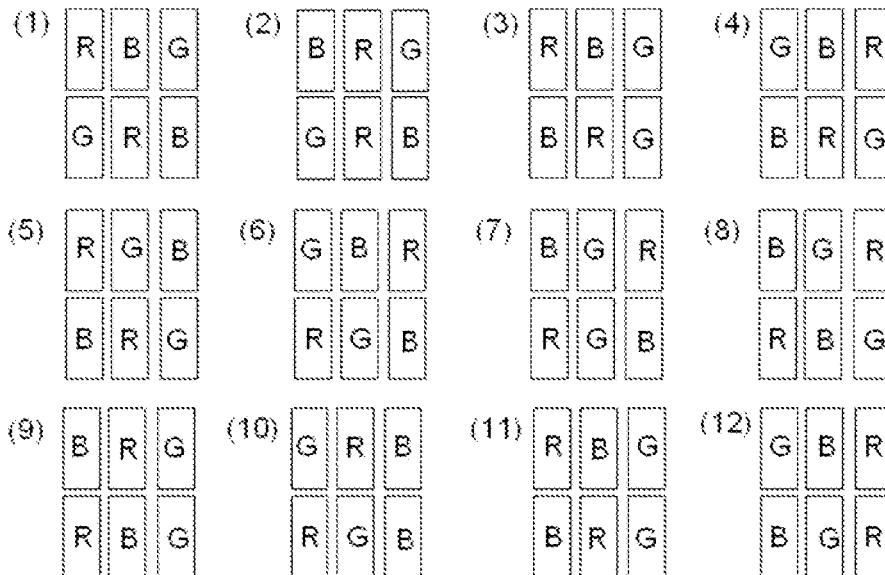 (1) R B G (2) B R G (3) R B G (4) G B R
G R B G R B B R G B R G
(5) R G B (6) G B R (7) B G R (8) B G R
B R G R G B R G B R B G
(9) B R G (10) G R B (11) R B G (12) G B R
R B G R G B B R G B G R